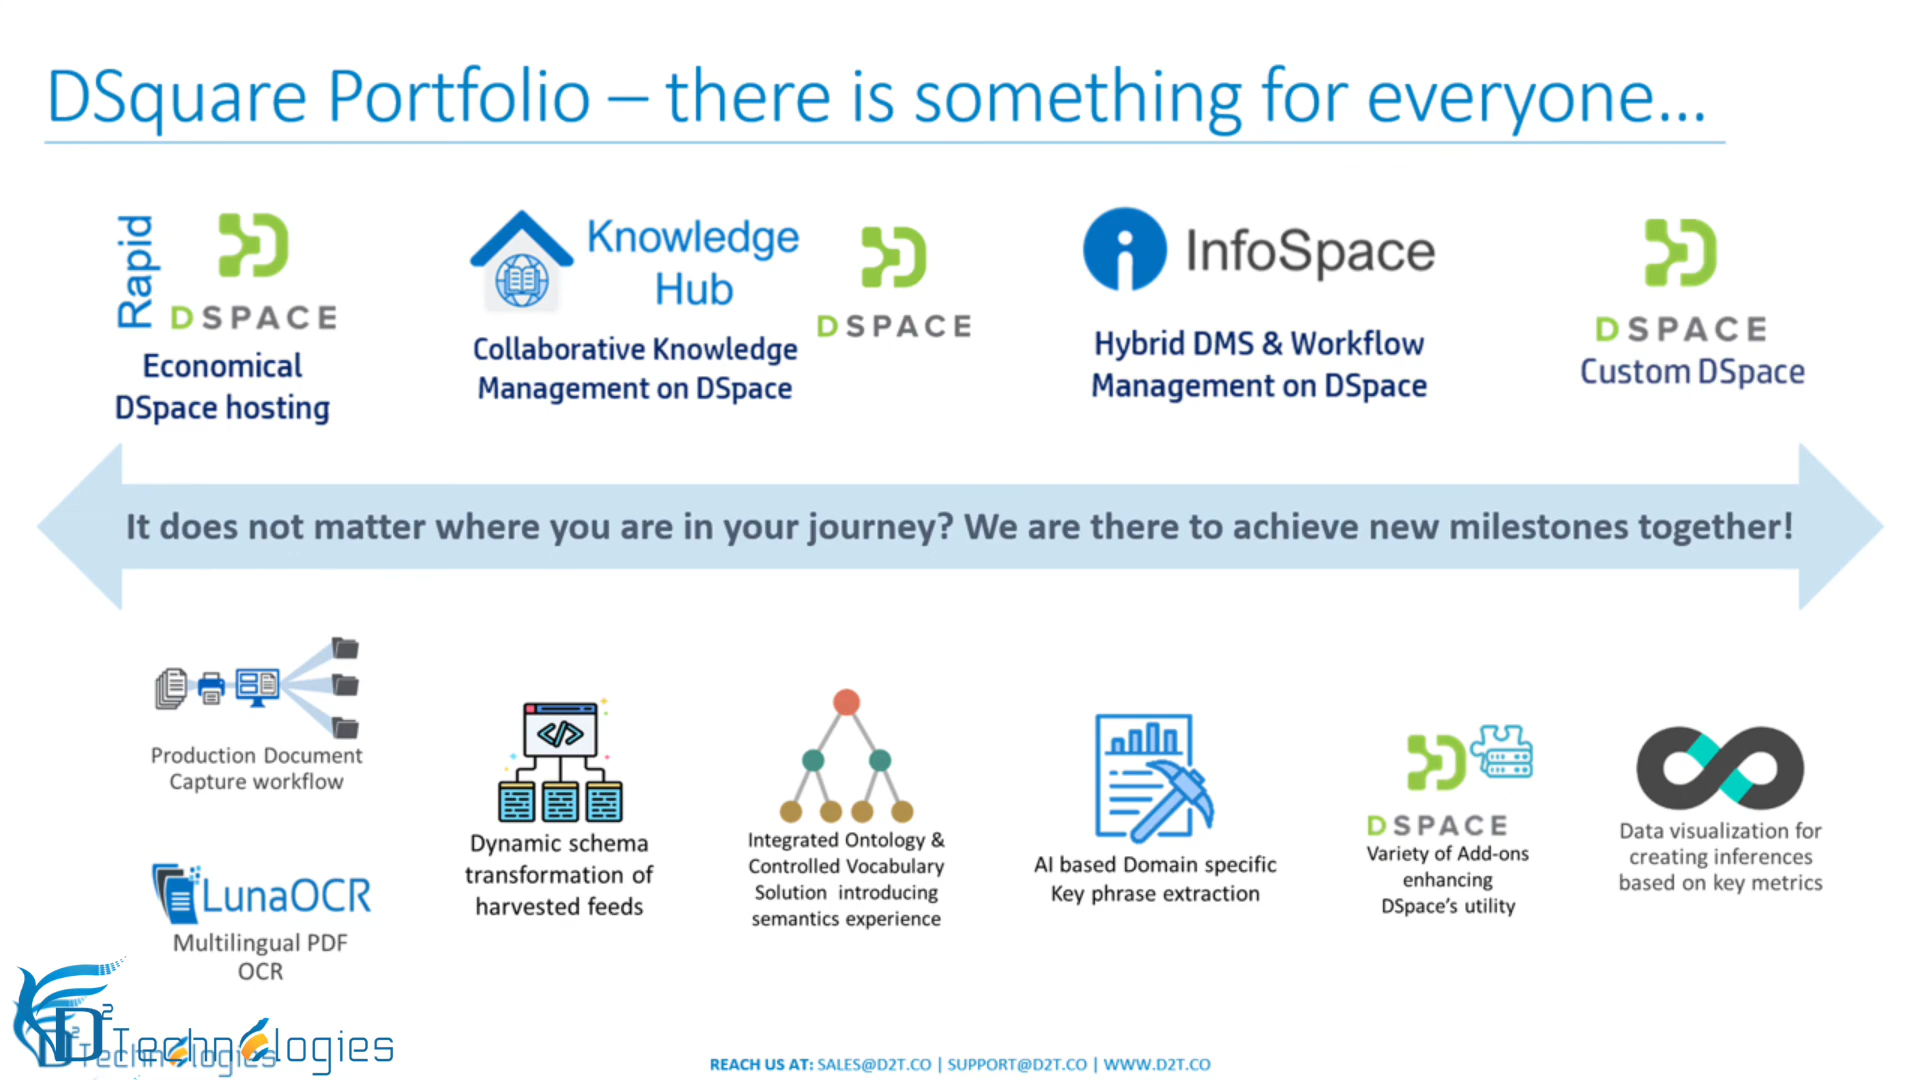 DSquare Portfolio – there is something for everyone...
Rapid
DSPACE
Economical
DSpace hosting
Knowledge
Hub
DSPACE
Collaborative Knowledge
Management on DSpace
InfoSpace
Hybrid DMS & Workflow
Management on DSpace
DSPACE
Custom DSpace
It does not matter where you are in your journey? We are there to achieve new milestones together!
Production Document
Capture workflow
LunaOCR
Multilingual PDF
OCR
Dynamic schema
transformation of
harvested feeds
Integrated Ontology &
Controlled Vocabulary
Solution introducing
semantics experience
AI based Domain specific
Key phrase extraction
DSPACE
Variety of Add-ons
enhancing
DSpace's utility
Data visualization for
creating inferences
based on key metrics
D2 Technologies
D2 Technologies
REACH US AT: SALES@D2T.CO | SUPPORT@D2T.CO | WWW.D2T.CO